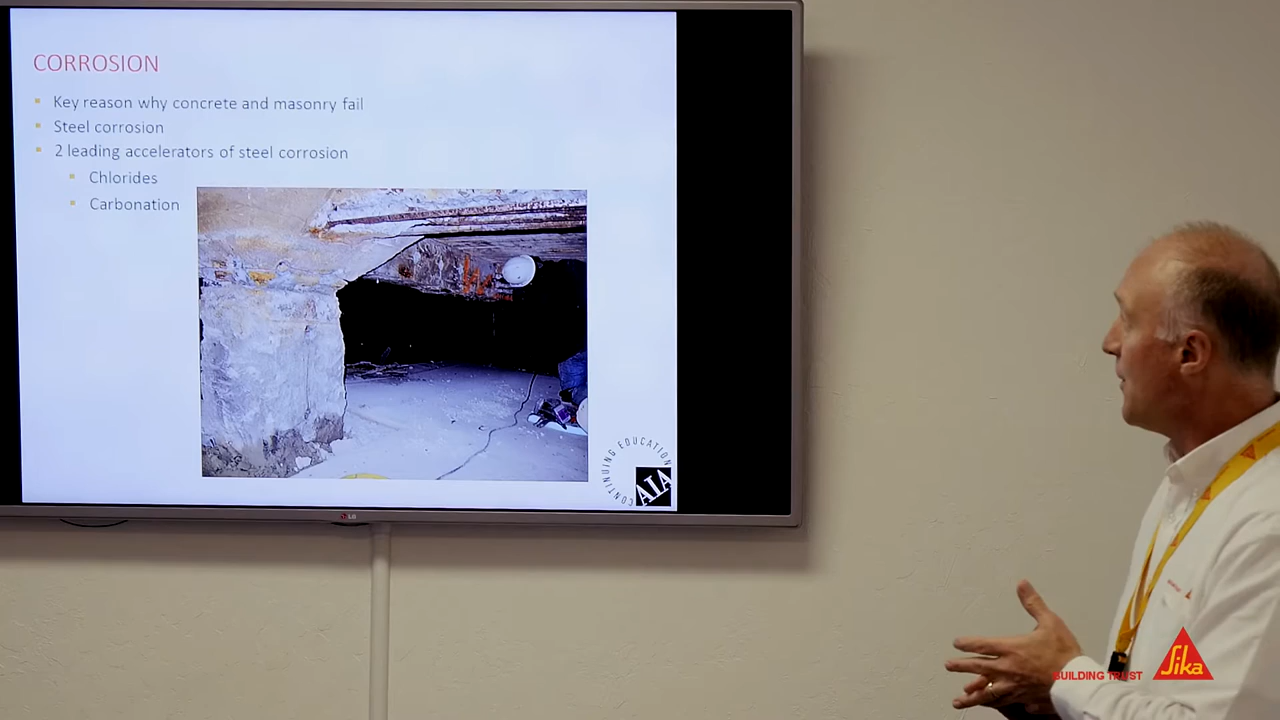 CORROSION
Key reason why concrete and masonry fail
Steel corrosion
2 leading accelerators of steel corrosion
Chlorides
Carbonation
CONTINUING EDUCATION
AIA
LG
BUILDING TRUST
Sika